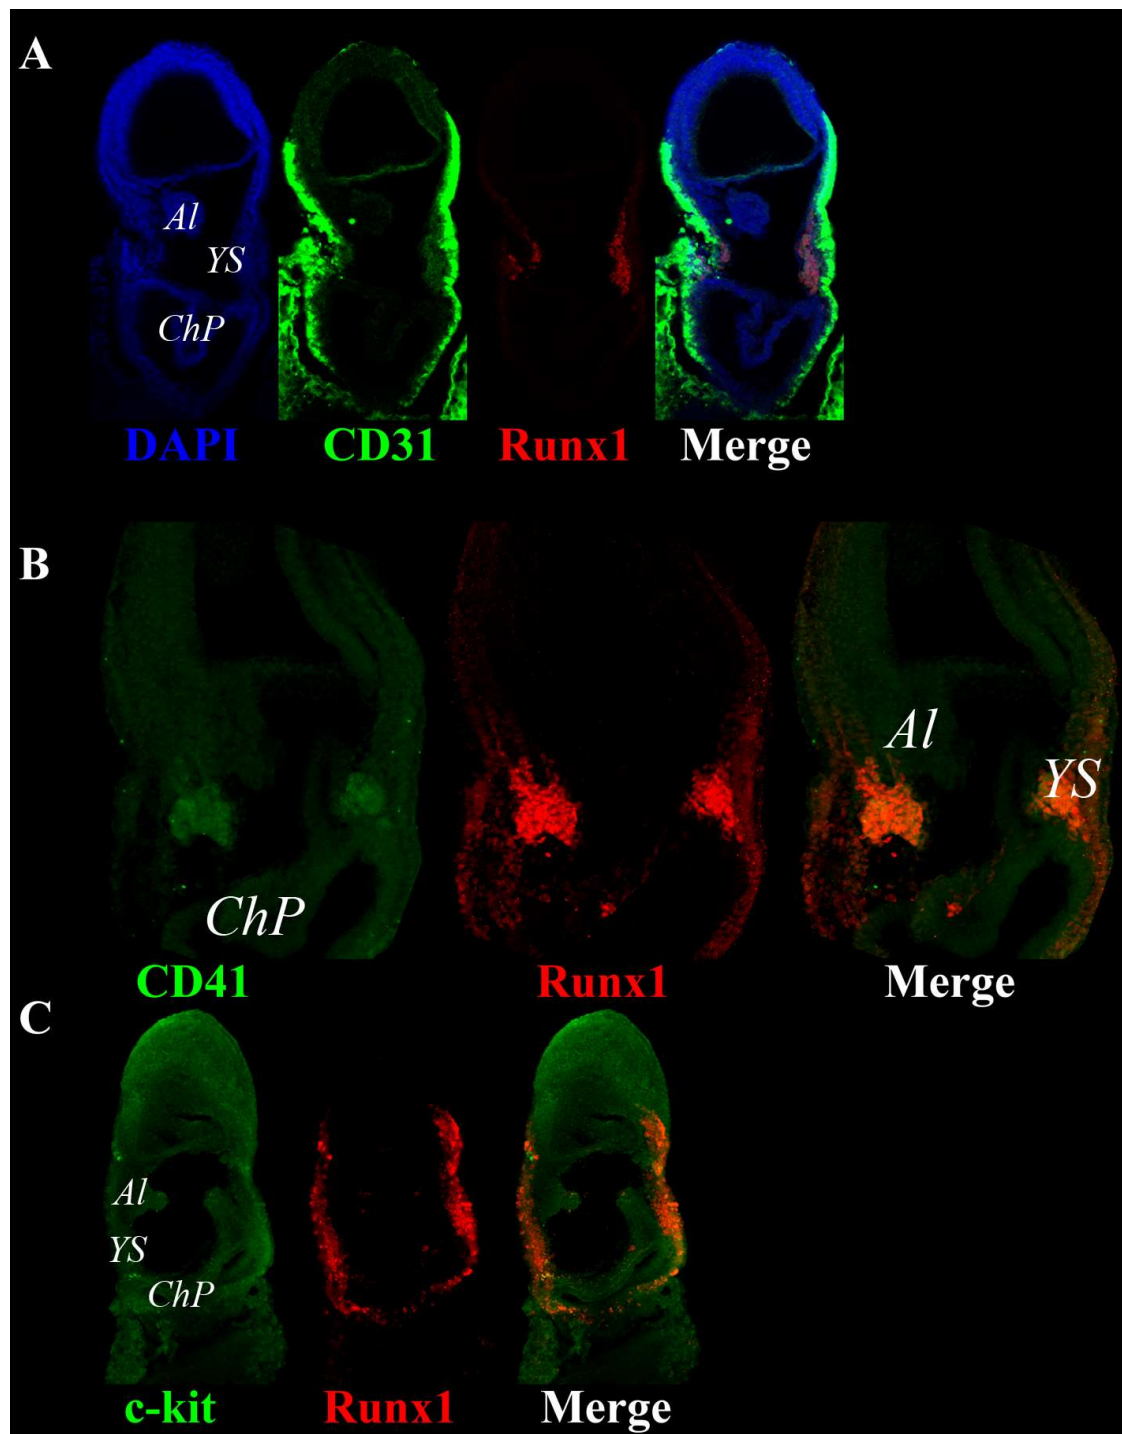 A
Al
YS
ChP
DAPI CD31 Runx1 Merge
B
Al
YS
ChP
CD41 Runx1 Merge
C
Al
YS
ChP
c-kit Runx1 Merge